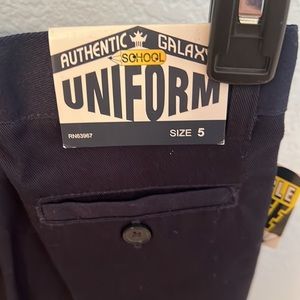 AUTHENTIC GALAXY
SCHOOL
UNIFORM
RN63967
SIZE 5